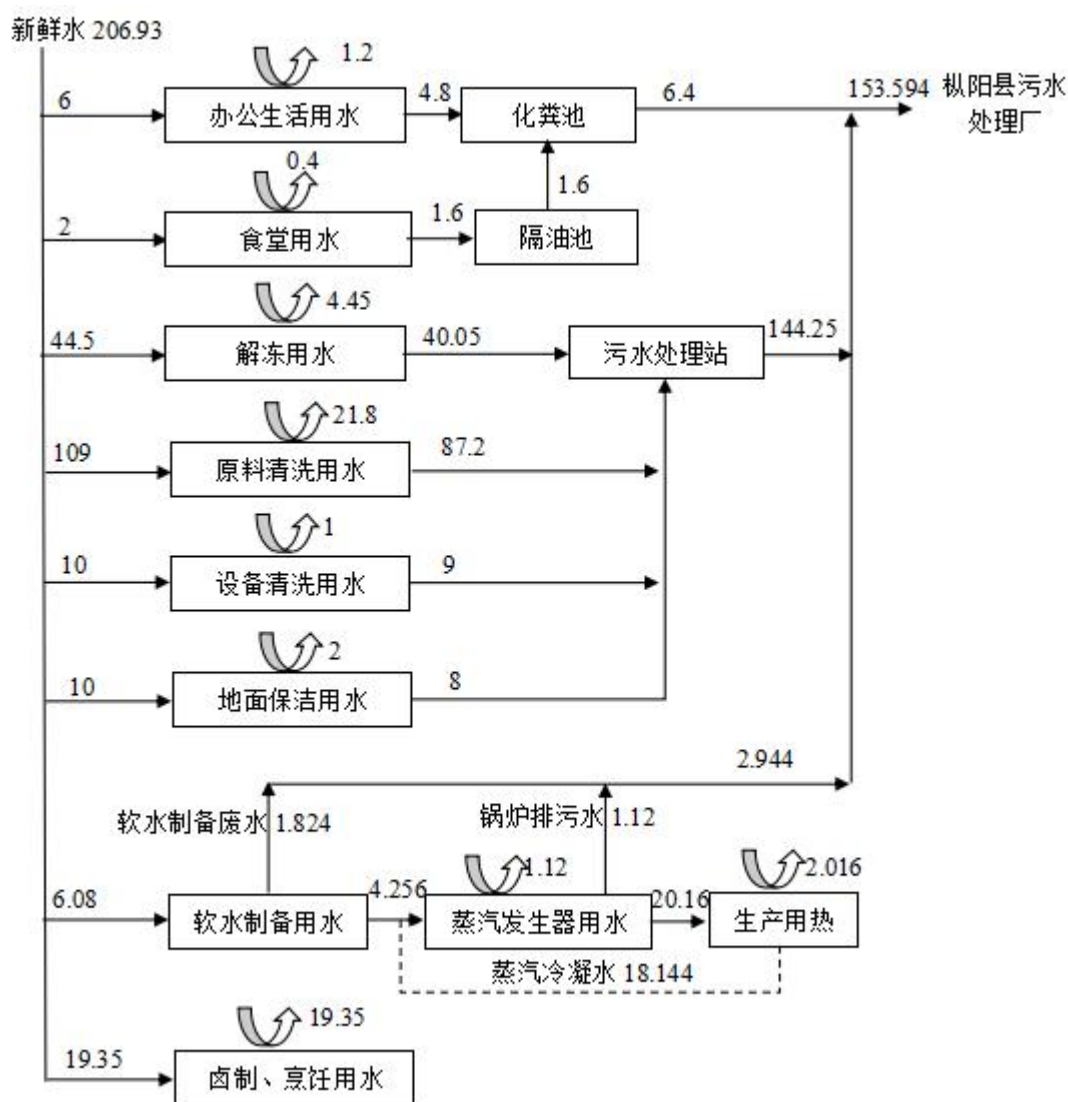 新鲜水 206.93
1.2
6
办公生活用水
4.8
化粪池
6.4
153.594
枞阳县污水
处理厂
0.4
1.6
2
食堂用水
1.6
隔油池
4.45
44.5
解冻用水
40.05
污水处理站
144.25
21.8
109
原料清洗用水
87.2
1
10
设备清洗用水
9
2
10
地面保洁用水
8
2.944
软水制备废水 1.824
锅炉排污水 1.12
1.12
2.016
6.08
软水制备用水
4.256
蒸汽发生器用水
20.16
生产用热
蒸汽冷凝水 18.144
19.35
19.35
卤制、烹饪用水